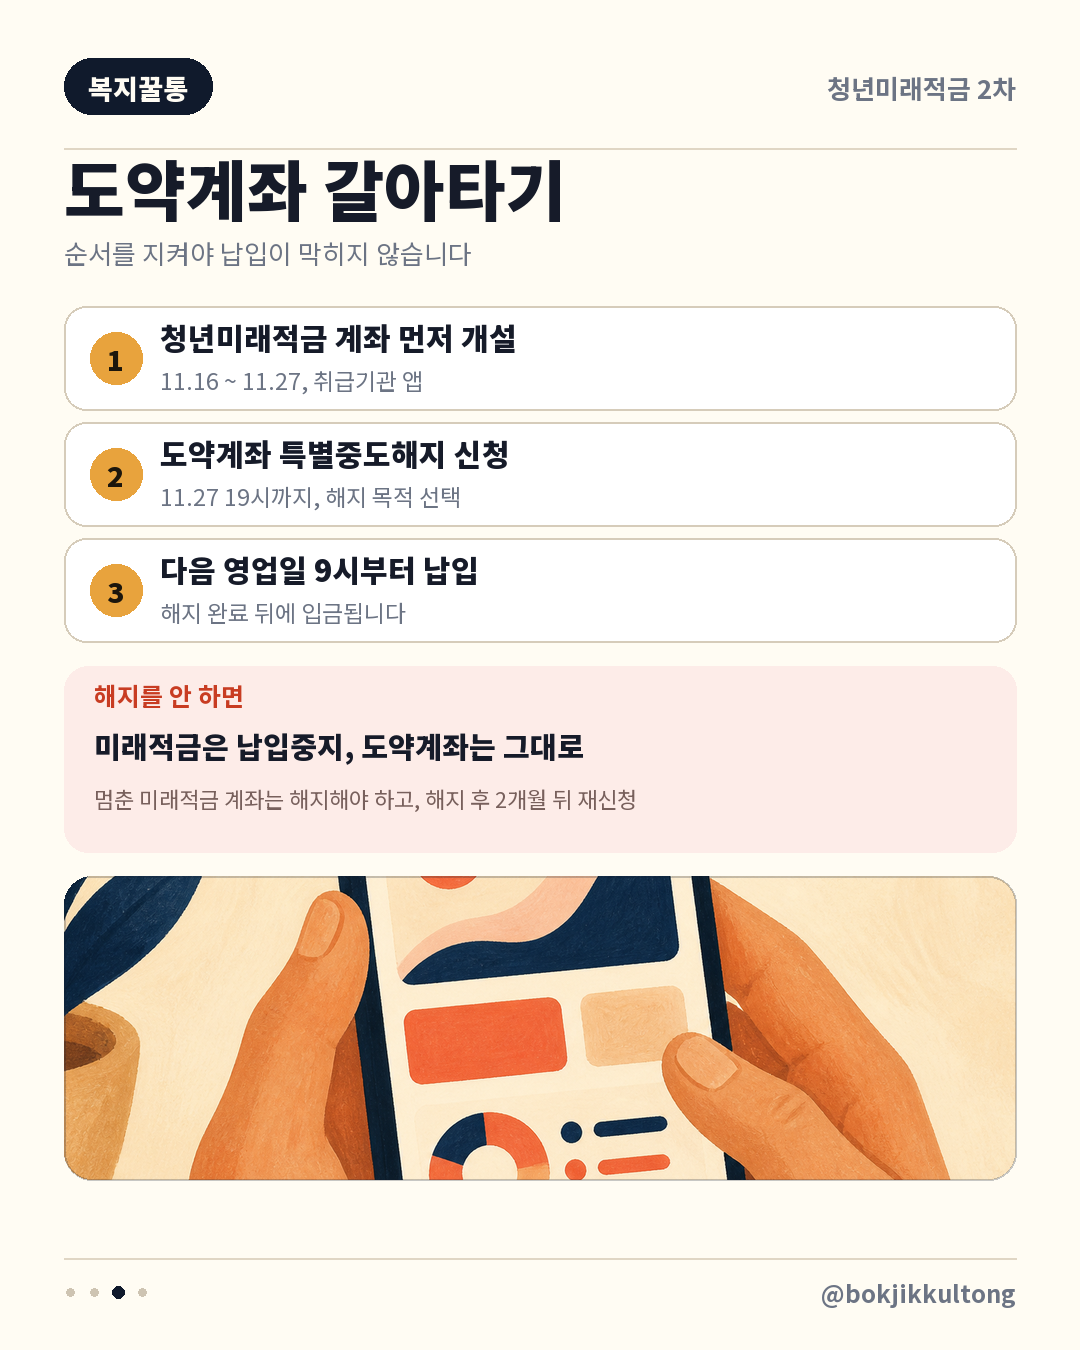 복지꿀통
청년미래적금 2차
도약계좌 갈아타기
순서를 지켜야 납입이 막히지 않습니다
1
청년미래적금 계좌 먼저 개설
11.16 ~ 11.27, 취급기관 앱
2
도약계좌 특별중도해지 신청
11.27 19시까지, 해지 목적 선택
3
다음 영업일 9시부터 납입
해지 완료 뒤에 입금됩니다
해지를 안 하면
미래적금은 납입중지, 도약계좌는 그대로
멈춘 미래적금 계좌는 해지해야 하고, 해지 후 2개월 뒤 재신청
@bokjikkultong